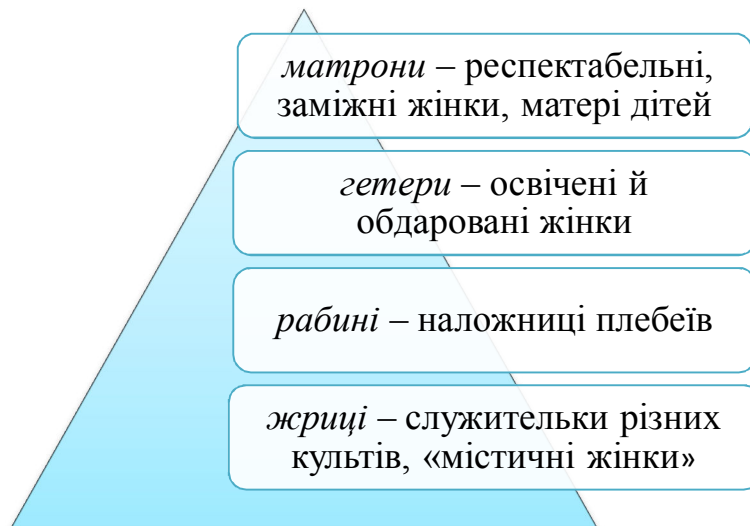 матрони – респектабельні,
заміжні жінки, матері дітей
гетери – освічені й
обдаровані жінки
рабині – наложниці плебеїв
жриці – служительки різних
культів, «містичні жінки»